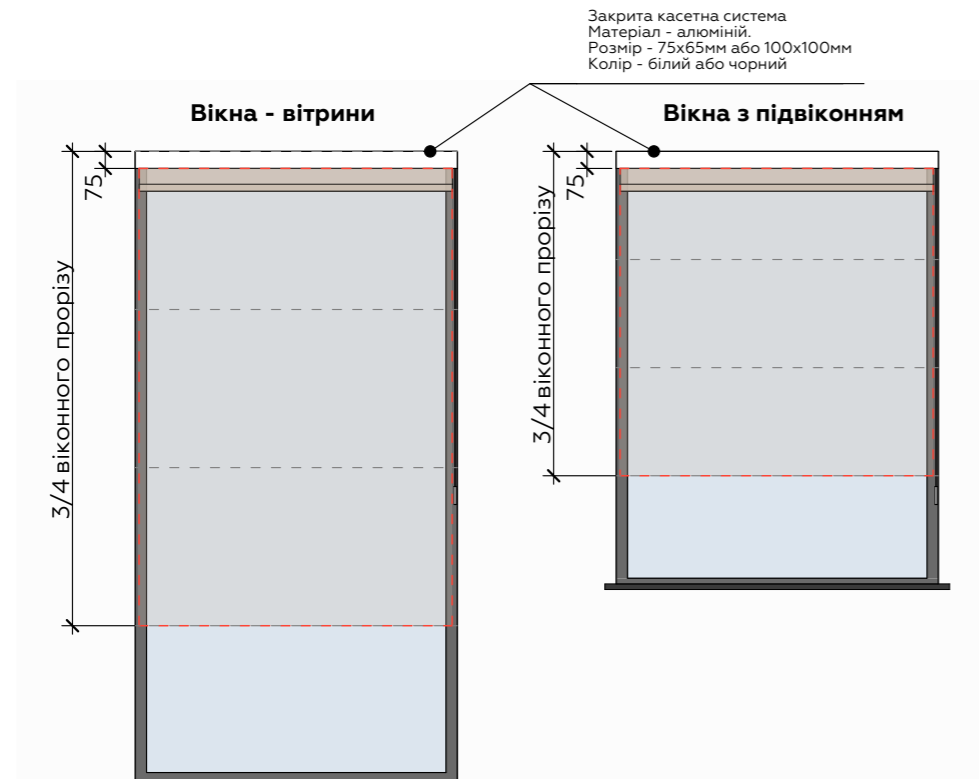 Закрита касетна система
Матеріал - алюміній.
Розмір - 75х65мм або 100х100мм
Колір - білий або чорний
Вікна - вітрини
Вікна з підвіконням
75
3/4 віконного прорізу
75
3/4 віконного прорізу